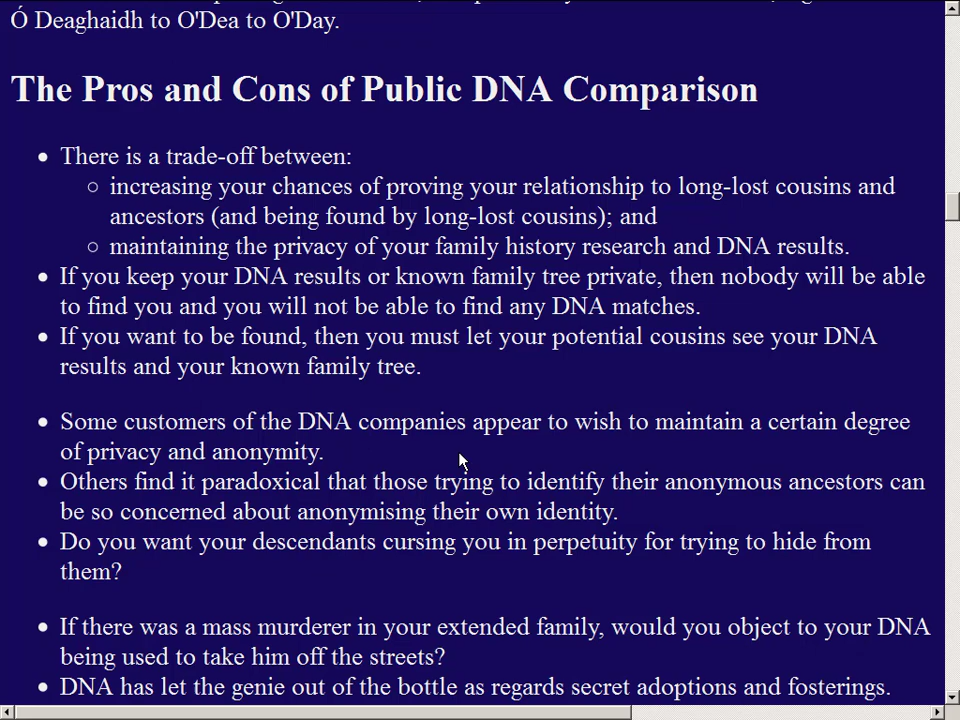 Ó Deaghaidh to O'Dea to O'Day.
The Pros and Cons of Public DNA Comparison
There is a trade-off between:
increasing your chances of proving your relationship to long-lost cousins and
ancestors (and being found by long-lost cousins); and
maintaining the privacy of your family history research and DNA results.
If you keep your DNA results or known family tree private, then nobody will be able
to find you and you will not be able to find any DNA matches.
If you want to be found, then you must let your potential cousins see your DNA
results and your known family tree.
Some customers of the DNA companies appear to wish to maintain a certain degree
of privacy and anonymity.
Others find it paradoxical that those trying to identify their anonymous ancestors can
be so concerned about anonymising their own identity.
Do you want your descendants cursing you in perpetuity for trying to hide from
them?
If there was a mass murderer in your extended family, would you object to your DNA
being used to take him off the streets?
DNA has let the genie out of the bottle as regards secret adoptions and fosterings.